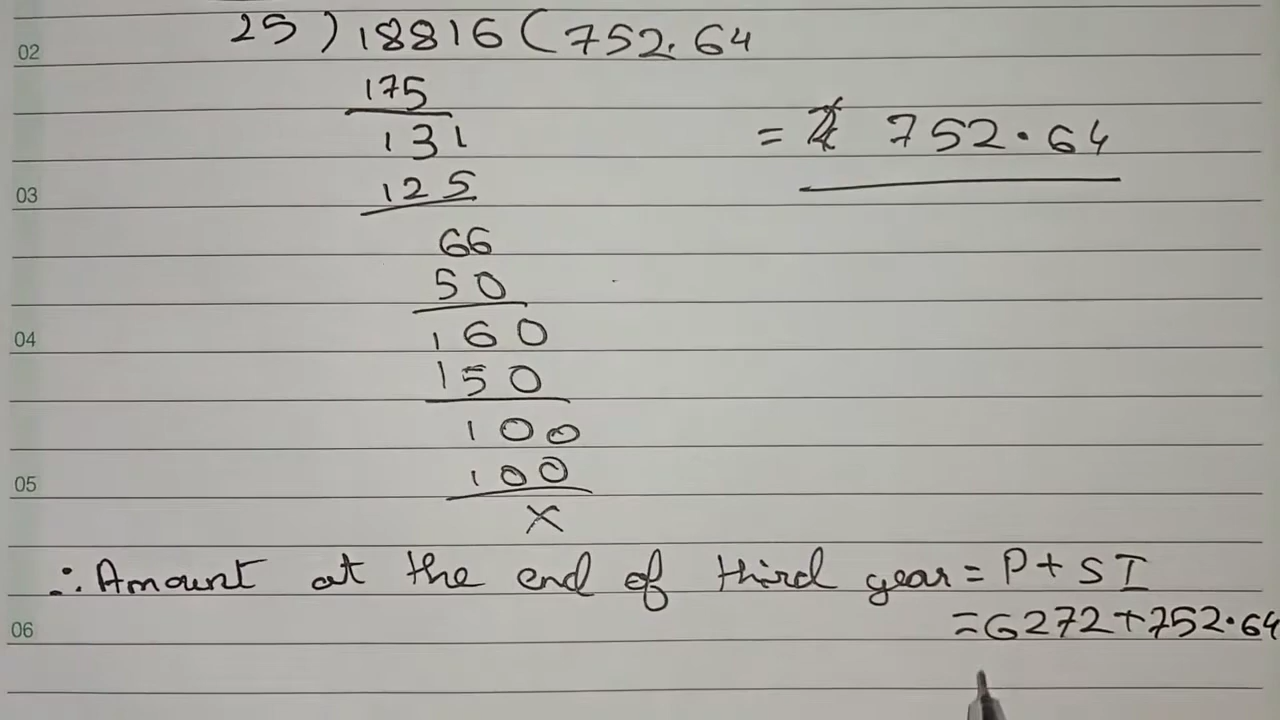 02
25 ) 18816 ( 752.64
175
131
= ₹ 752.64
125
03
66
50
160
04
150
100
100
05
X
∴ Amount at the end of third year = P + S I
= 6272 + 752.64
06